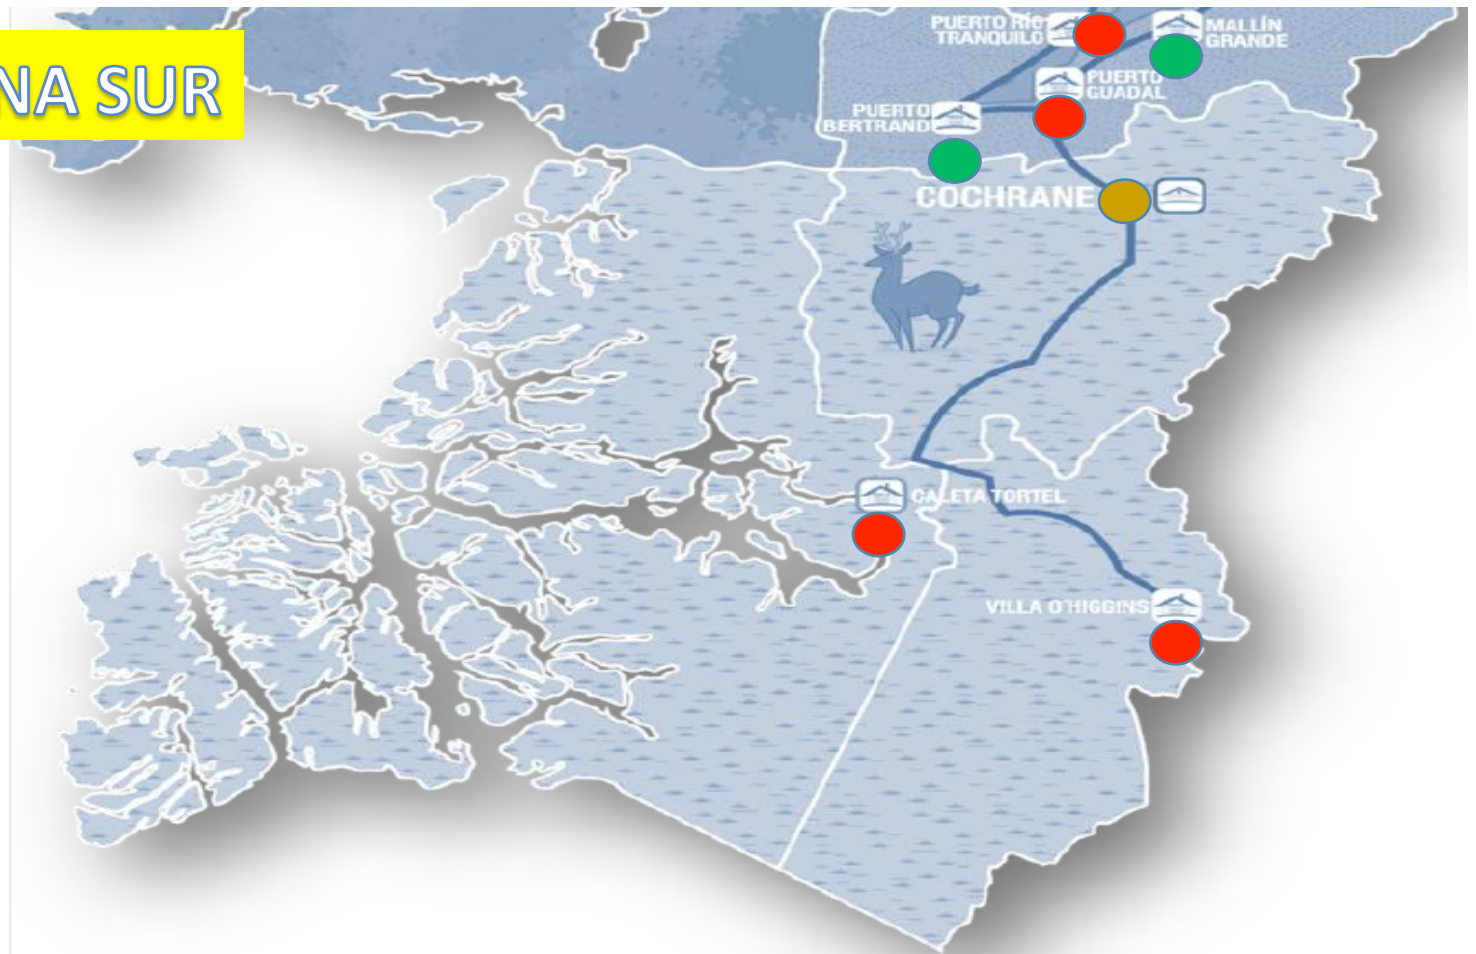 NA SUR
PUERTO RÍO
TRANQUILO
MALLÍN
GRANDE
PUERTO
GUADAL
PUERTO
BERTRAND
COCHRANE
CALETA TORTEL
VILLA O'HIGGINS